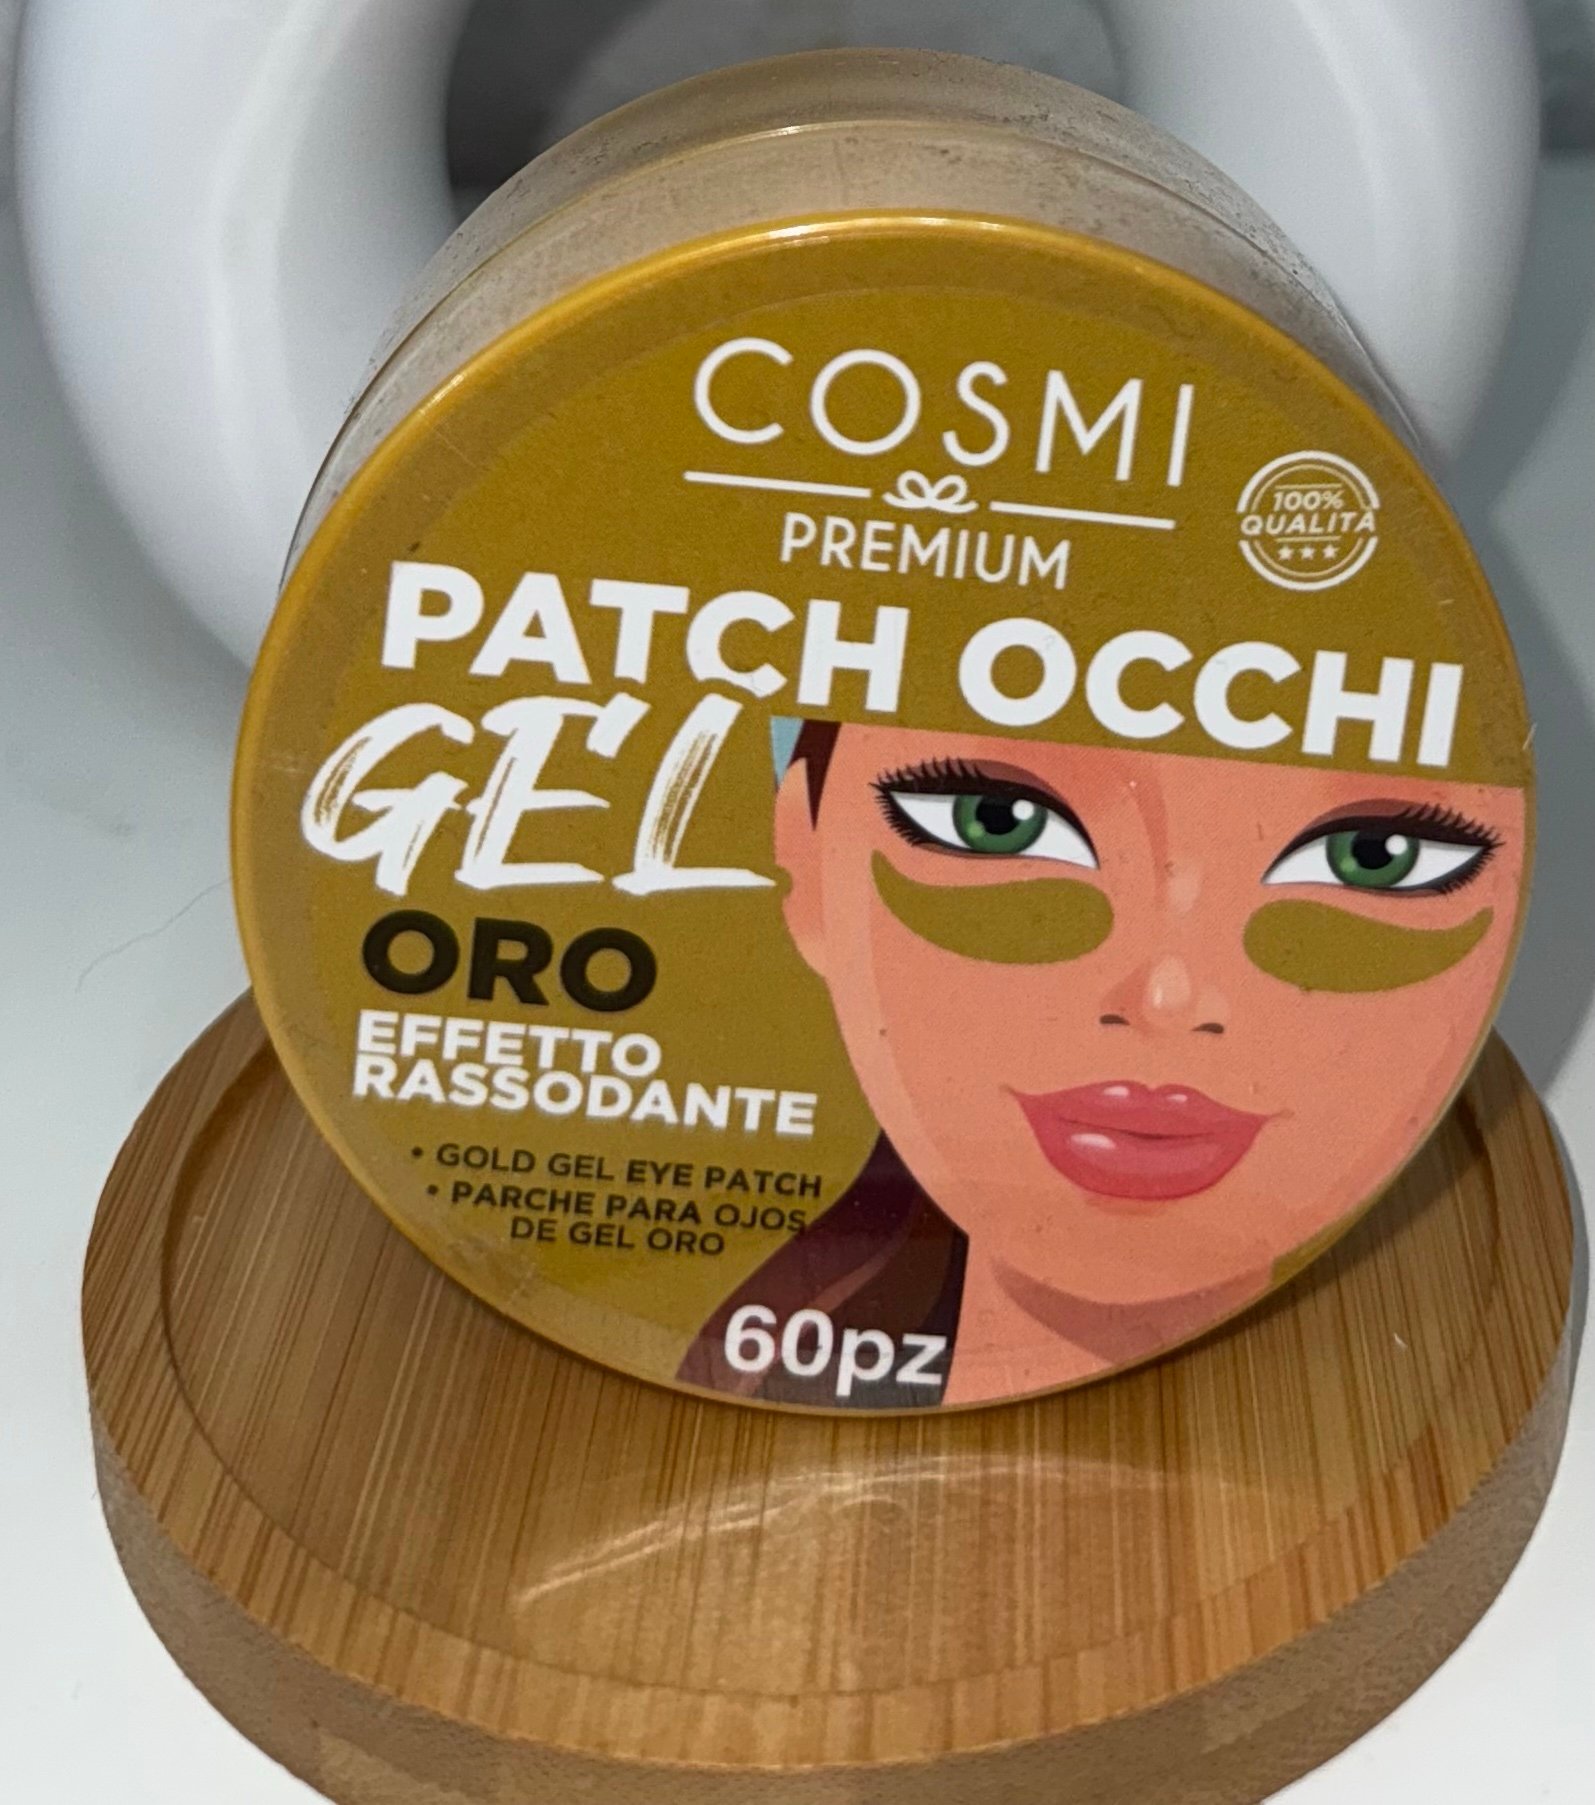 COSMI
PREMIUM
100%
QUALITÀ
PATCH OCCHI
GEL
ORO
EFFETTO
RASSODANTE
• GOLD GEL EYE PATCH
• PARCHE PARA OJOS
DE GEL ORO
60pz